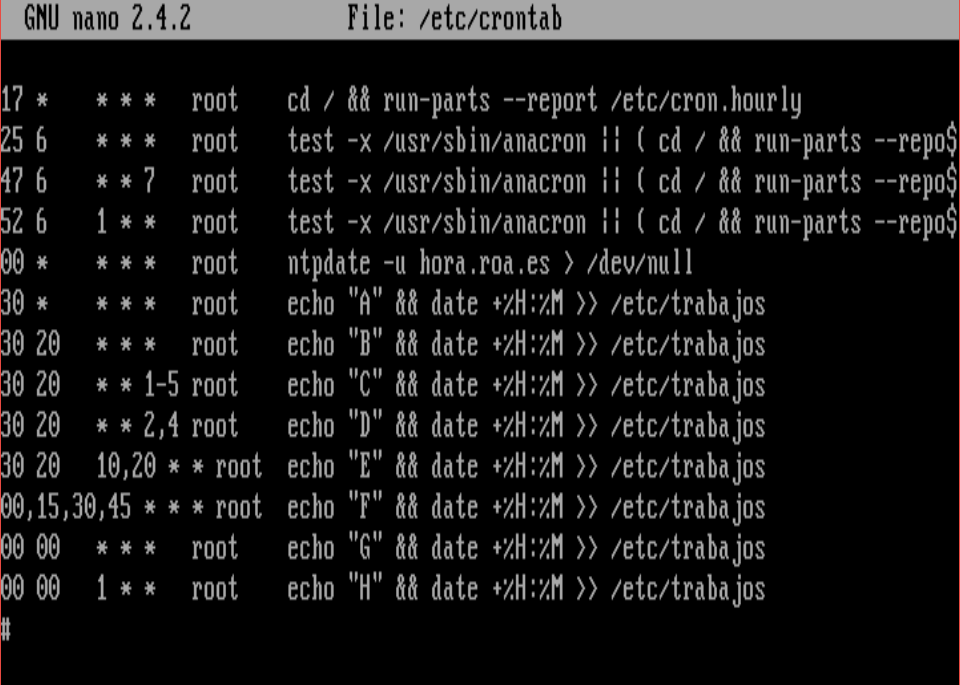 GNU nano 2.4.2 File: /etc/crontab
17 * * * * root cd / && run-parts --report /etc/cron.hourly
25 6 * * * root test -x /usr/sbin/anacron || ( cd / && run-parts --repo$
47 6 * * 7 root test -x /usr/sbin/anacron || ( cd / && run-parts --repo$
52 6 1 * * root test -x /usr/sbin/anacron || ( cd / && run-parts --repo$
00 * * * * root ntpdate -u hora.roa.es > /dev/null
30 * * * * root echo "A" && date +%H:%M >> /etc/trabajos
30 20 * * * root echo "B" && date +%H:%M >> /etc/trabajos
30 20 * * 1-5 root echo "C" && date +%H:%M >> /etc/trabajos
30 20 * * 2,4 root echo "D" && date +%H:%M >> /etc/trabajos
30 20 10,20 * * root echo "E" && date +%H:%M >> /etc/trabajos
00,15,30,45 * * * root echo "F" && date +%H:%M >> /etc/trabajos
00 00 * * * root echo "G" && date +%H:%M >> /etc/trabajos
00 00 1 * * root echo "H" && date +%H:%M >> /etc/trabajos
#